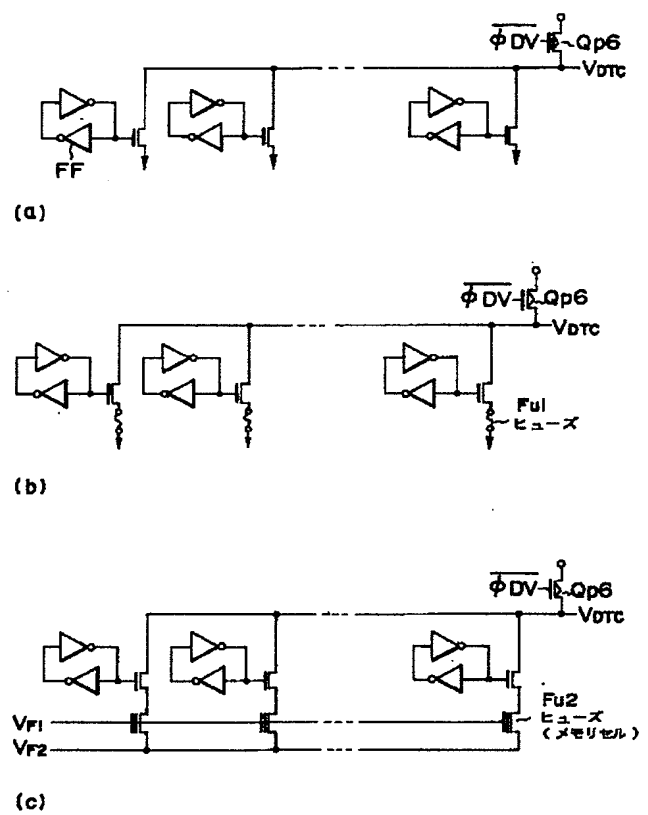 φDV Qp6
VDTC
FF
(a)
φDV Qp6
VDTC
Fu1
ヒューズ
(b)
φDV Qp6
VDTC
Fu2
VF1 ヒューズ
(メモリセル)
VF2
(c)